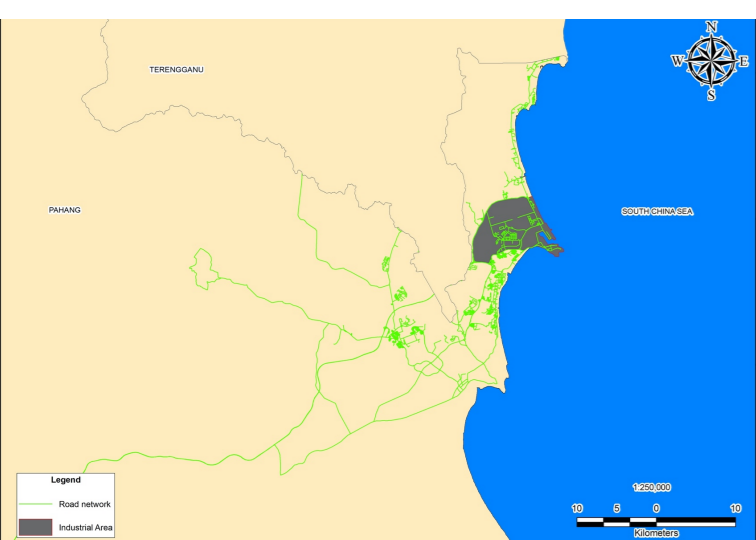 N
W E
S
TERENGGANU
PAHANG
SOUTH CHINA SEA
Legend
Road network
Industrial Area
1:250,000
10 5 0 10
Kilometers